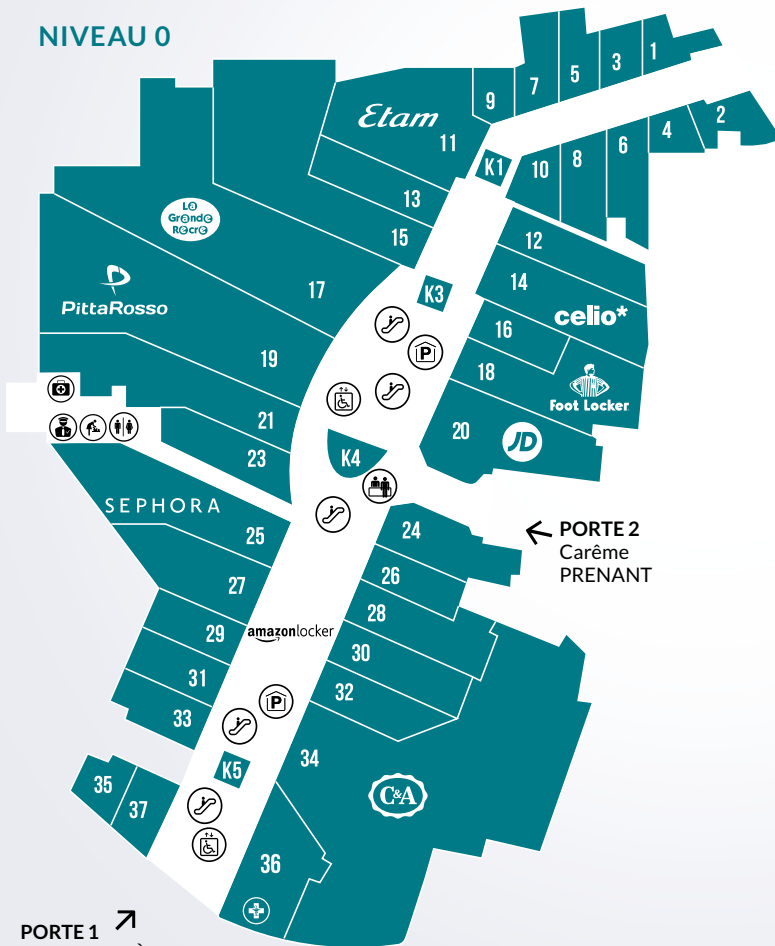 NIVEAU 0
1
3
5
7
9
2
4
6
8
10
Etam
11
K1
13
15
12
14
celio*
16
18
Foot Locker
20
JD
La
Grande
Récré
17
K3
P
PittaRosso
19
21
23
K4
SEPHORA
25
27
29
31
33
24
PORTE 2
Carême
PRENANT
26
28
30
32
amazonlocker
P
34
C&A
K5
35
37
36
PORTE 1